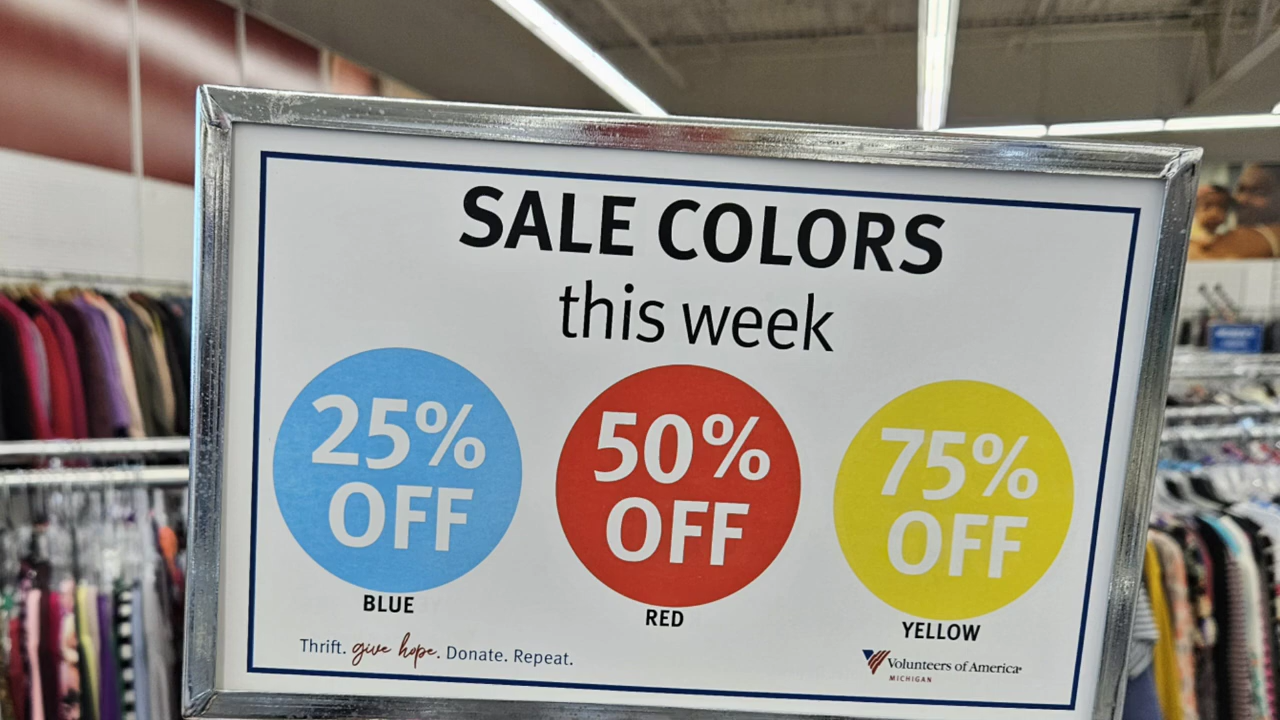 SALE COLORS
this week
25%
OFF
BLUE
50%
OFF
RED
75%
OFF
YELLOW
Thrift. give hope. Donate. Repeat.
Volunteers of America®
MICHIGAN